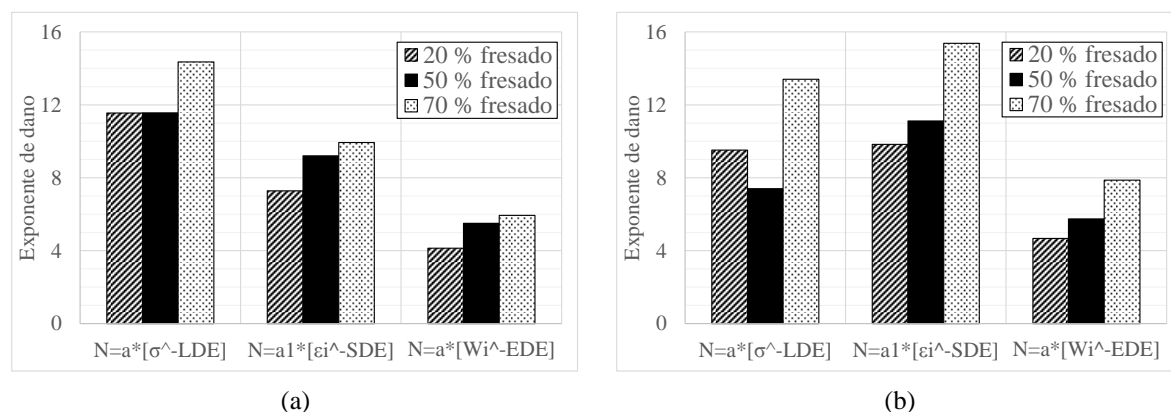 Exponente de dano
16
12
8
4
0
20 % fresado
50 % fresado
70 % fresado
N=a*[σ^-LDE]
N=a1*[εi^-SDE]
N=a*[Wi^-EDE]
(a)
Exponente de dano
16
12
8
4
0
20 % fresado
50 % fresado
70 % fresado
N=a*[σ^-LDE]
N=a1*[εi^-SDE]
N=a*[Wi^-EDE]
(b)